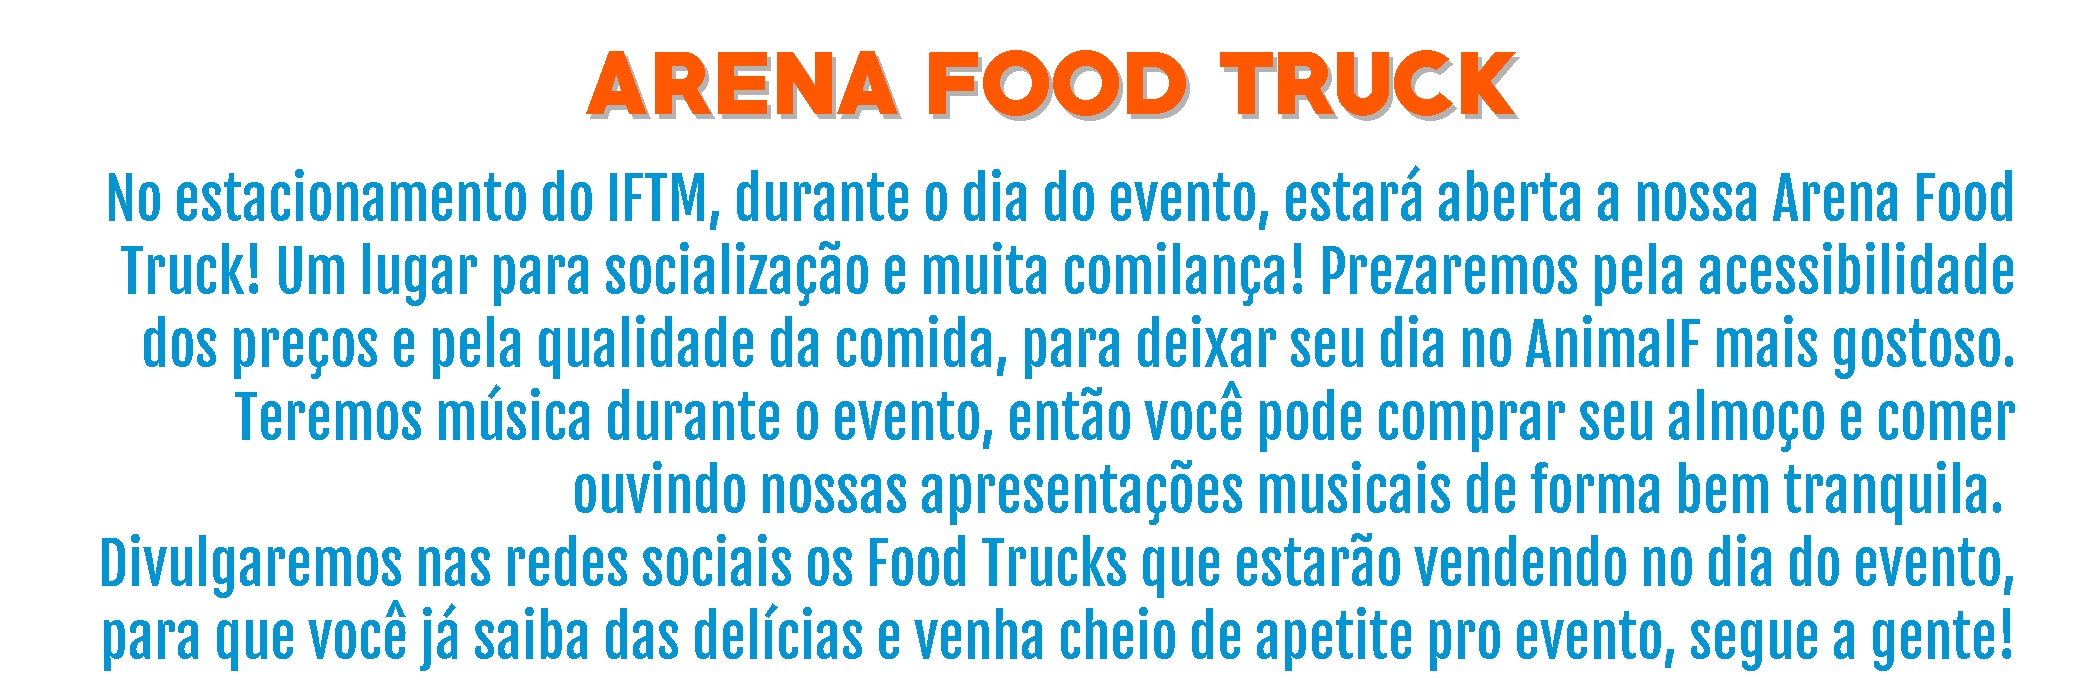 ARENA FOOD TRUCK
No estacionamento do IFTM, durante o dia do evento, estará aberta a nossa Arena Food
Truck! Um lugar para socialização e muita comilança! Prezaremos pela acessibilidade
dos preços e pela qualidade da comida, para deixar seu dia no AnimaIF mais gostoso.
Teremos música durante o evento, então você pode comprar seu almoço e comer
ouvindo nossas apresentações musicais de forma bem tranquila.
Divulgaremos nas redes sociais os Food Trucks que estarão vendendo no dia do evento,
para que você já saiba das delícias e venha cheio de apetite pro evento, segue a gente!